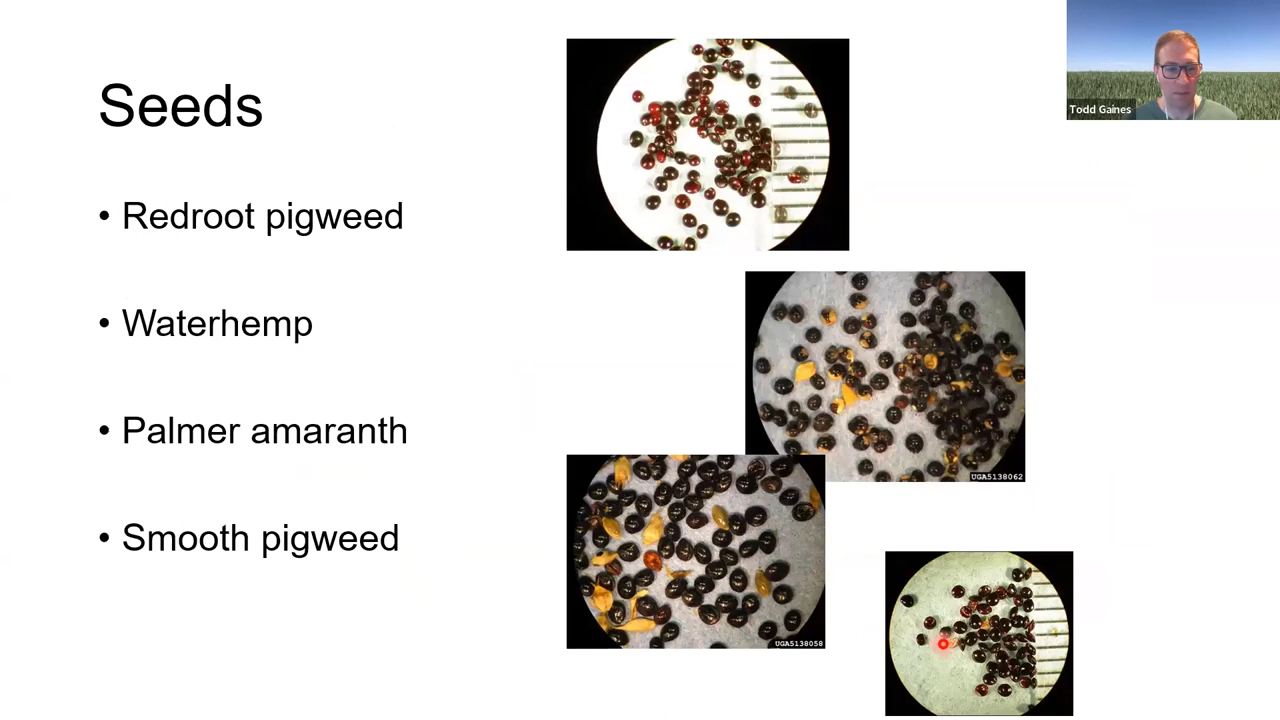 Seeds
• Redroot pigweed
• Waterhemp
• Palmer amaranth
• Smooth pigweed
Todd Gaines
UGA5138062
UGA5138058